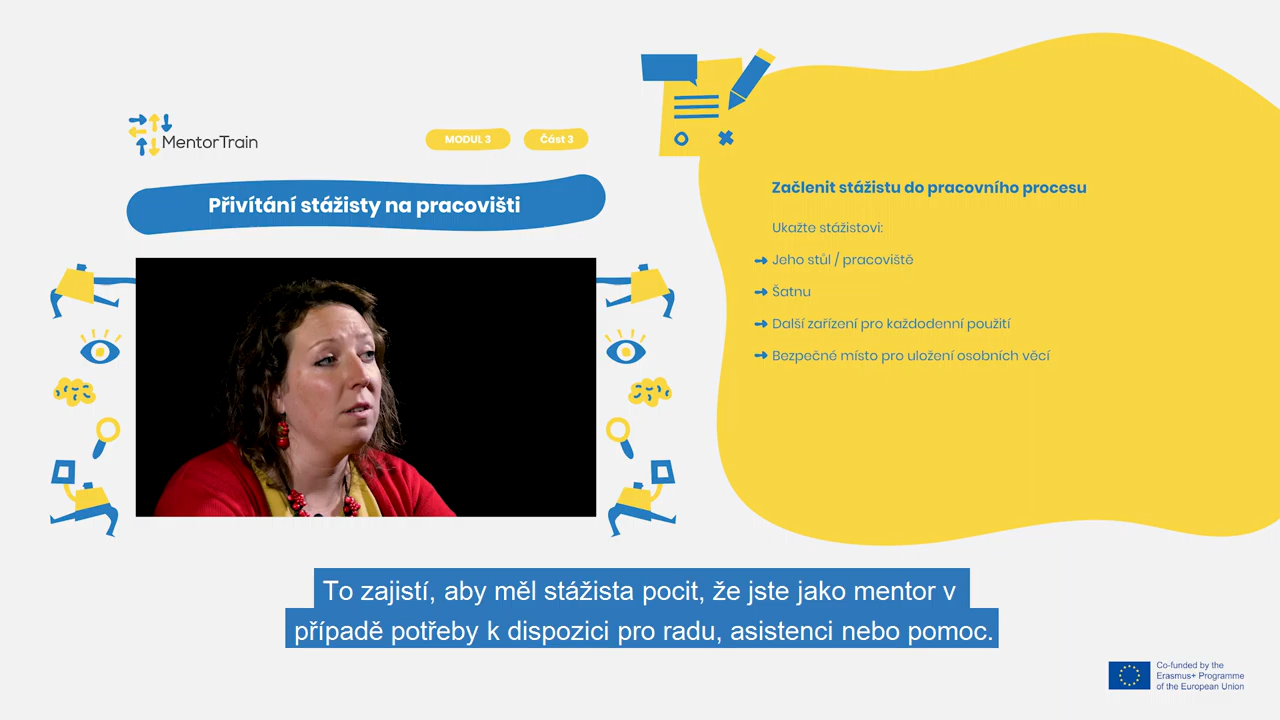 MentorTrain
MODUL 3
Část 3
Přivítání stážisty na pracovišti
Začlenit stážistu do pracovního procesu
Ukažte stážistovi:
Jeho stůl / pracoviště
Šatnu
Další zařízení pro každodenní použití
Bezpečné místo pro uložení osobních věcí
To zajistí, aby měl stážista pocit, že jste jako mentor v
případě potřeby k dispozici pro radu, asistenci nebo pomoc.
Co-funded by the
Erasmus+ Programme
of the European Union